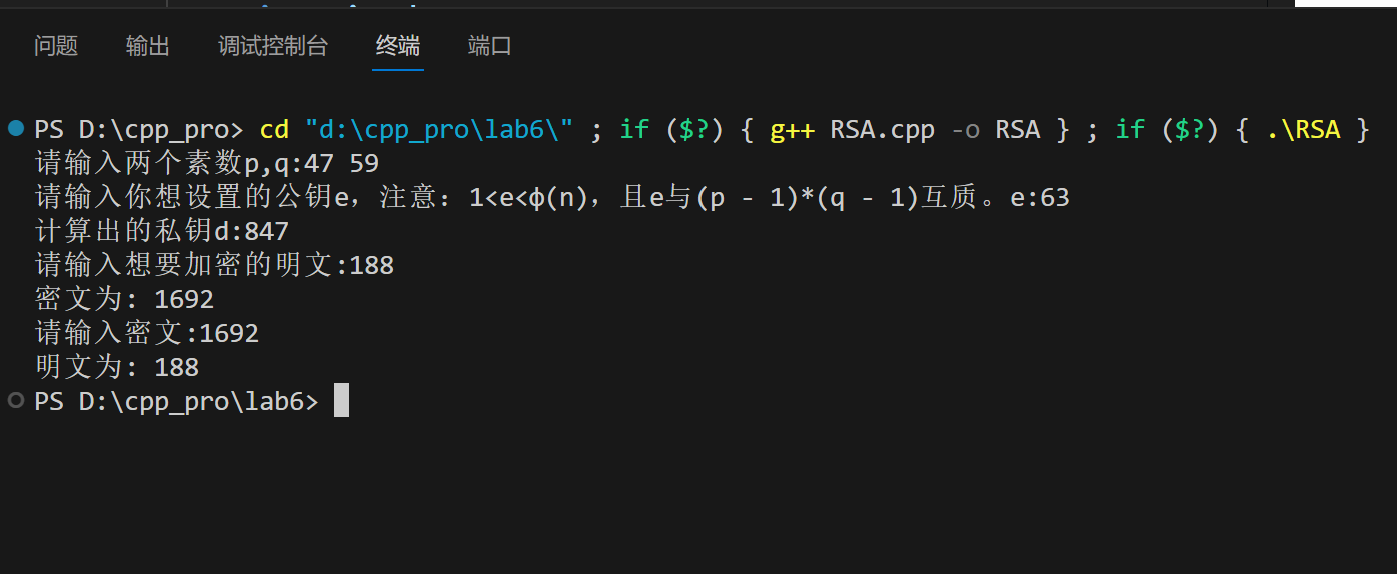 问题 输出 调试控制台 终端 端口
PS D:\cpp_pro> cd "d:\cpp_pro\lab6\" ; if ($?) { g++ RSA.cpp -o RSA } ; if ($?) { .\RSA }
请输入两个素数p,q:47 59
请输入你想设置的公钥e，注意：1<e<φ(n)，且e与(p - 1)*(q - 1)互质。e:63
计算出的私钥d:847
请输入想要加密的明文:188
密文为: 1692
请输入密文:1692
明文为: 188
PS D:\cpp_pro\lab6>